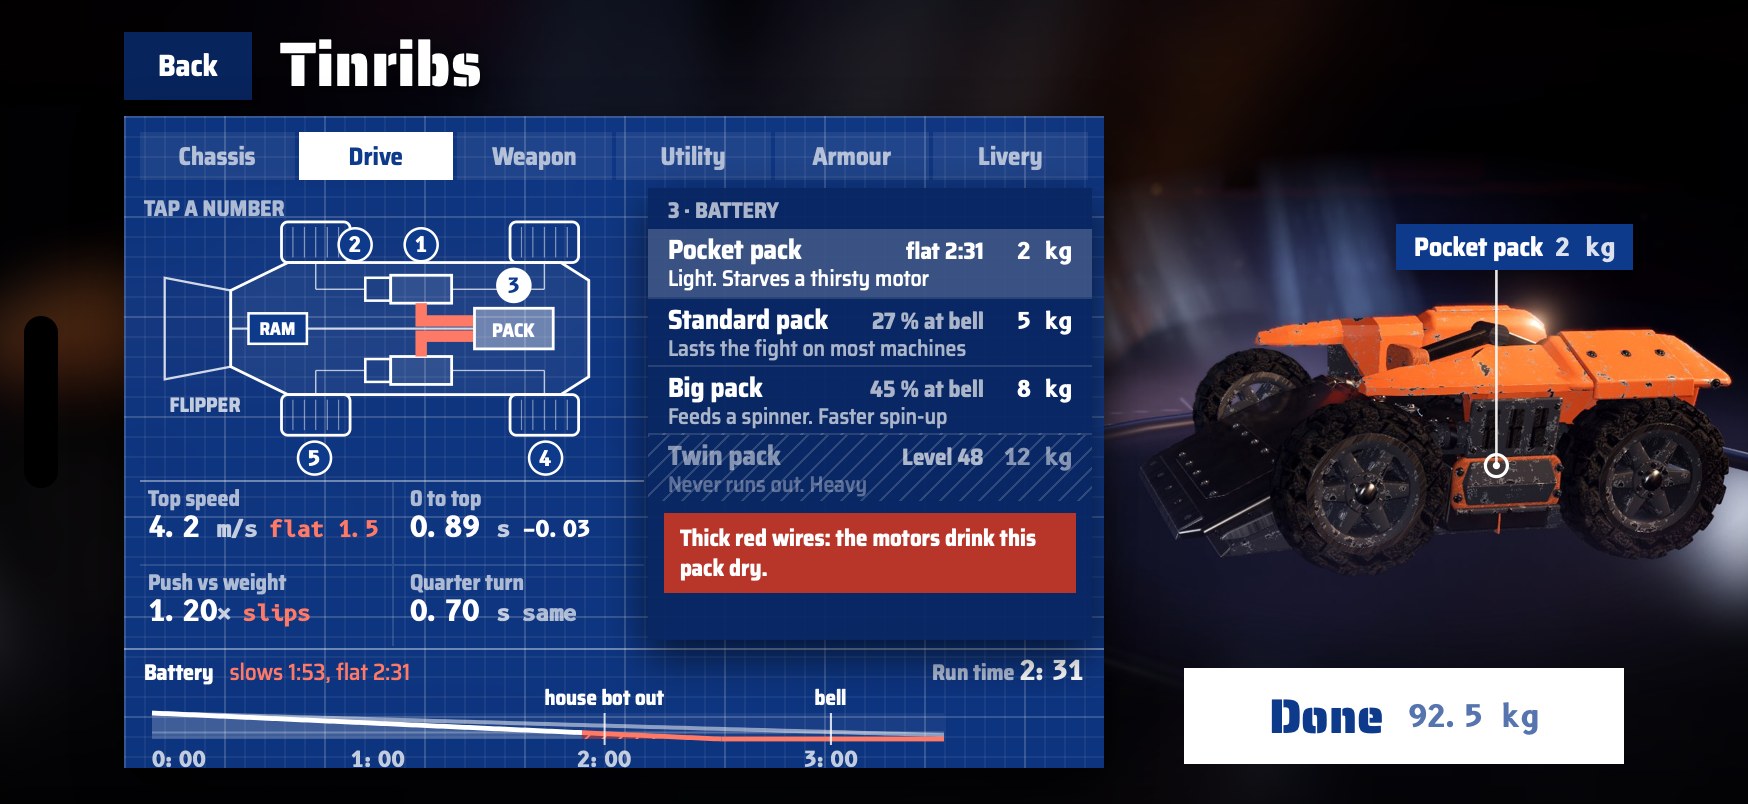 Back
Tinribs
Chassis
Drive
Weapon
Utility
Armour
Livery
TAP A NUMBER
2
1
3
RAM
PACK
FLIPPER
5
4
3 · BATTERY
Pocket pack flat 2:31 2 kg
Light. Starves a thirsty motor
Standard pack 27 % at bell 5 kg
Lasts the fight on most machines
Big pack 45 % at bell 8 kg
Feeds a spinner. Faster spin-up
Twin pack Level 48 12 kg
Never runs out. Heavy
Thick red wires: the motors drink this
pack dry.
Top speed
4.2 m/s flat 1.5
0 to top
0.89 s −0.03
Push vs weight
1.20× slips
Quarter turn
0.70 s same
Battery slows 1:53, flat 2:31
Run time 2:31
house bot out
bell
0:00
1:00
2:00
3:00
Pocket pack 2 kg
Done 92.5 kg